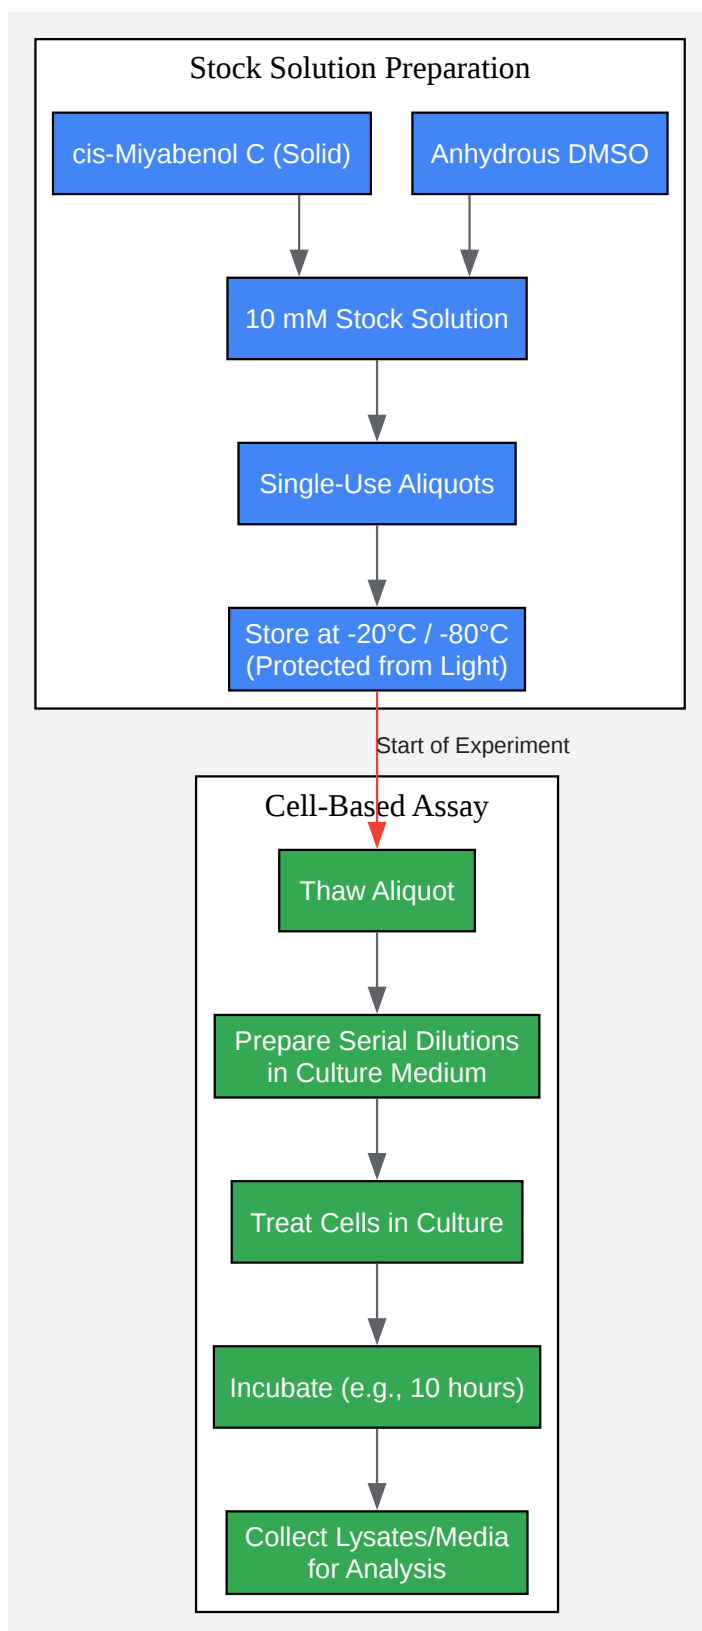 Stock Solution Preparation
cis-Miyabenol C (Solid)
Anhydrous DMSO
10 mM Stock Solution
Single-Use Aliquots
Store at -20°C / -80°C
(Protected from Light)
Start of Experiment
Cell-Based Assay
Thaw Aliquot
Prepare Serial Dilutions
in Culture Medium
Treat Cells in Culture
Incubate (e.g., 10 hours)
Collect Lysates/Media
for Analysis